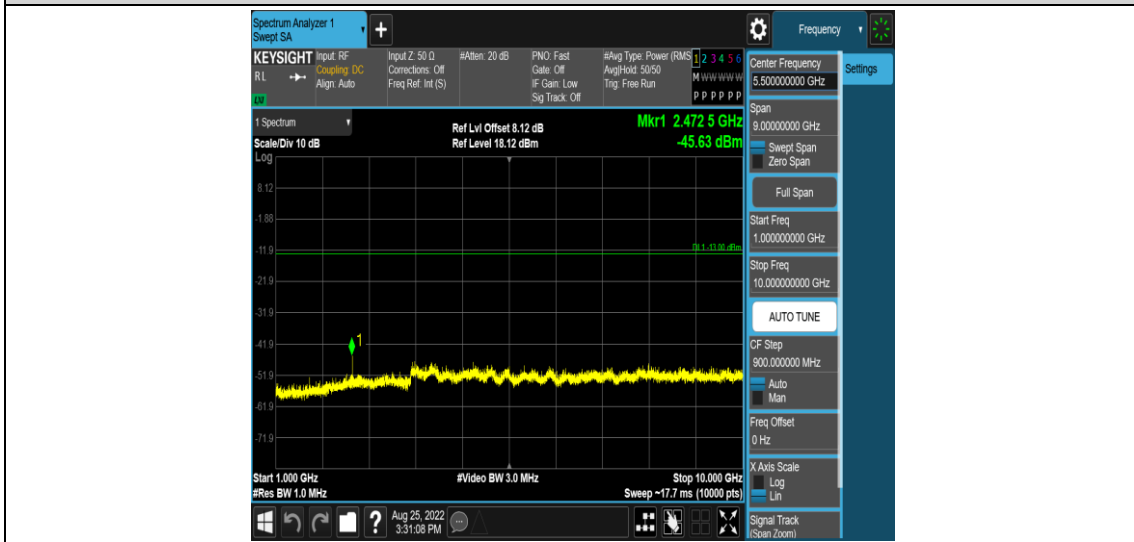 Spectrum Analyzer 1
Swept SA
Frequency
KEYSIGHT
RL
LXI
Input: RF
Coupling: DC
Align: Auto
Input Z: 50 Ω
Corrections: Off
Freq Ref: Int (S)
#Atten: 20 dB
PNO: Fast
Gate: Off
IF Gain: Low
Sig Track: Off
#Avg Type: Power (RMS
Avg|Hold: 50/50
Trig: Free Run
1 2 3 4 5 6
M W W W W W
P P P P P P
1 Spectrum
Scale/Div 10 dB
Log
Ref Lvl Offset 8.12 dB
Ref Level 18.12 dBm
Mkr1 2.472 5 GHz
-45.63 dBm
8.12
-1.88
-11.9
-21.9
-31.9
-41.9
-51.9
-61.9
-71.9
DL1 -13.00 dBm
1
Start 1.000 GHz
#Res BW 1.0 MHz
#Video BW 3.0 MHz
Stop 10.000 GHz
Sweep ~17.7 ms (10000 pts)
Center Frequency
5.500000000 GHz
Span
9.00000000 GHz
Swept Span
Zero Span
Full Span
Start Freq
1.000000000 GHz
Stop Freq
10.000000000 GHz
AUTO TUNE
CF Step
900.000000 MHz
Auto
Man
Freq Offset
0 Hz
X Axis Scale
Log
Lin
Signal Track
(Span Zoom)
Settings
?
Aug 25, 2022
3:31:08 PM